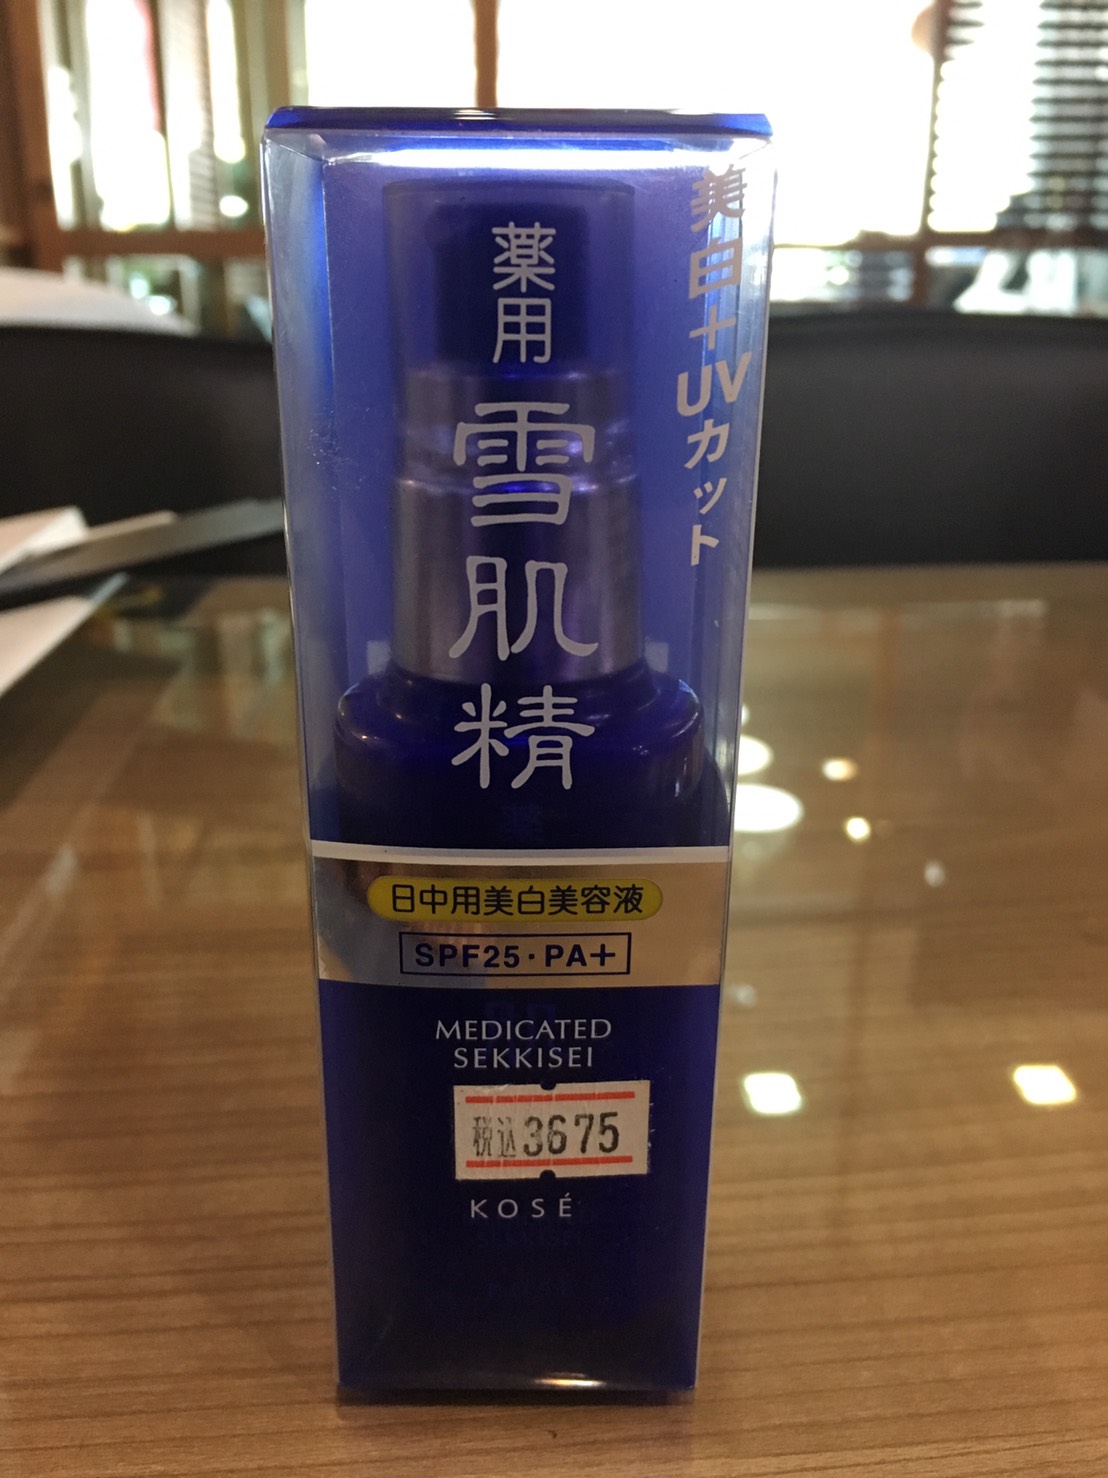 薬用
雪肌精
美白+UVカット
日中用美白美容液
SPF25・PA+
MEDICATED
SEKKISEI
税込3675
KOSÉ